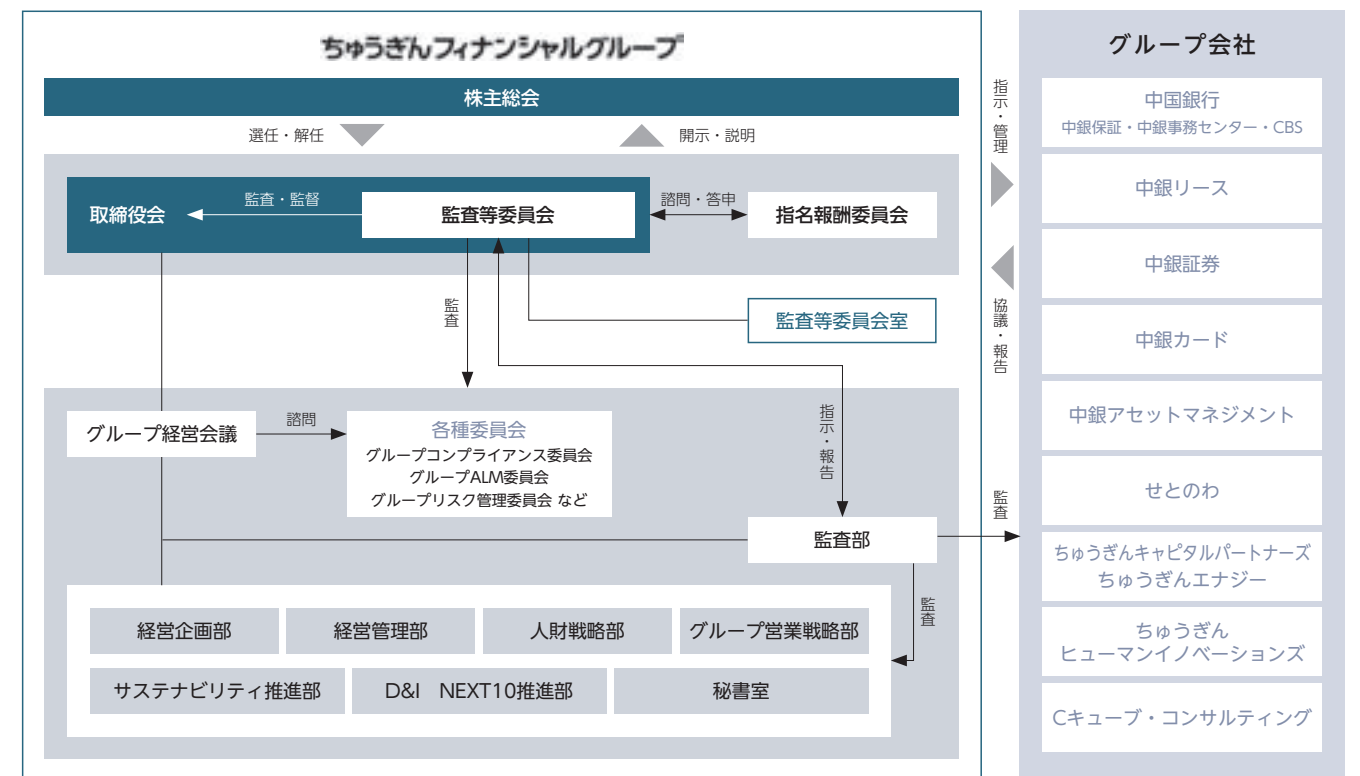 ちゅうぎんフィナンシャルグループ
株主総会
選任・解任
開示・説明
取締役会
監査・監督
監査等委員会
諮問・答申
指名報酬委員会
監査
監査等委員会室
グループ経営会議
諮問
各種委員会
グループコンプライアンス委員会
グループALM委員会
グループリスク管理委員会 など
指示・報告
監査部
監査
経営企画部
経営管理部
人財戦略部
グループ営業戦略部
サステナビリティ推進部
D&I NEXT10推進部
秘書室
指示・管理
協議・報告
監査
グループ会社
中国銀行
中銀保証・中銀事務センター・CBS
中銀リース
中銀証券
中銀カード
中銀アセットマネジメント
せとのわ
ちゅうぎんキャピタルパートナーズ
ちゅうぎんエナジー
ちゅうぎん
ヒューマンイノベーションズ
Cキューブ・コンサルティング